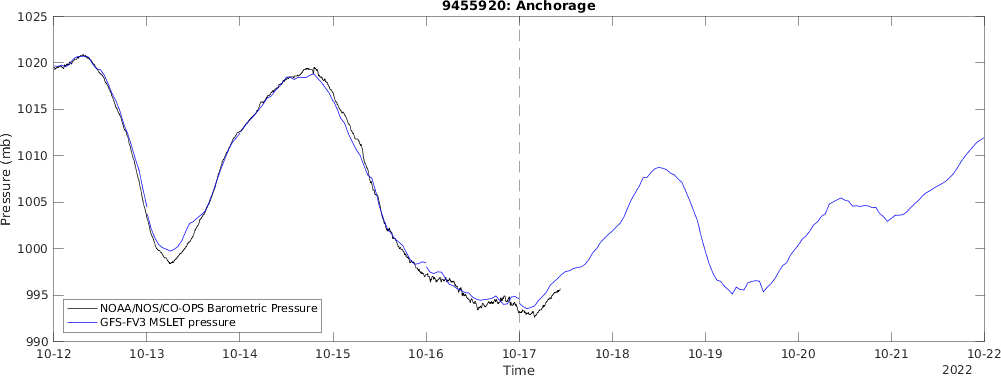 9455920: Anchorage
Pressure (mb)
1025
1020
1015
1010
1005
1000
995
990
NOAA/NOS/CO-OPS Barometric Pressure
GFS-FV3 MSLET pressure
10-12 10-13 10-14 10-15 10-16 10-17 10-18 10-19 10-20 10-21 10-22
Time
2022